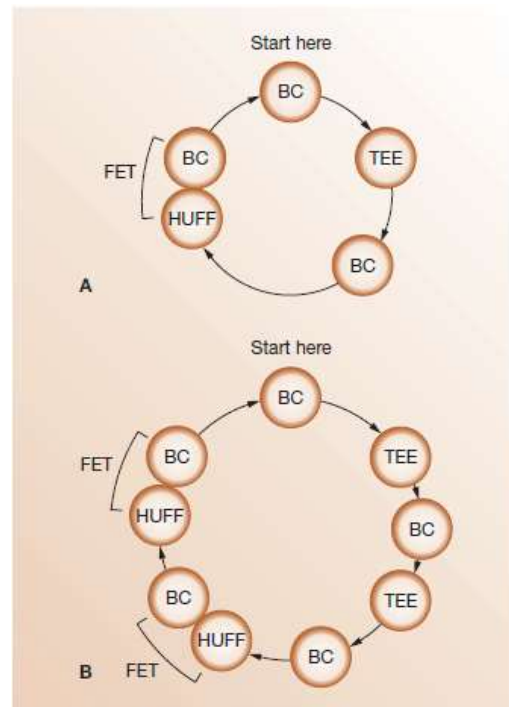 Start here
BC
TEE
BC
HUFF
BC
FET
A
Start here
BC
TEE
BC
TEE
BC
HUFF
BC
FET
HUFF
BC
FET
B